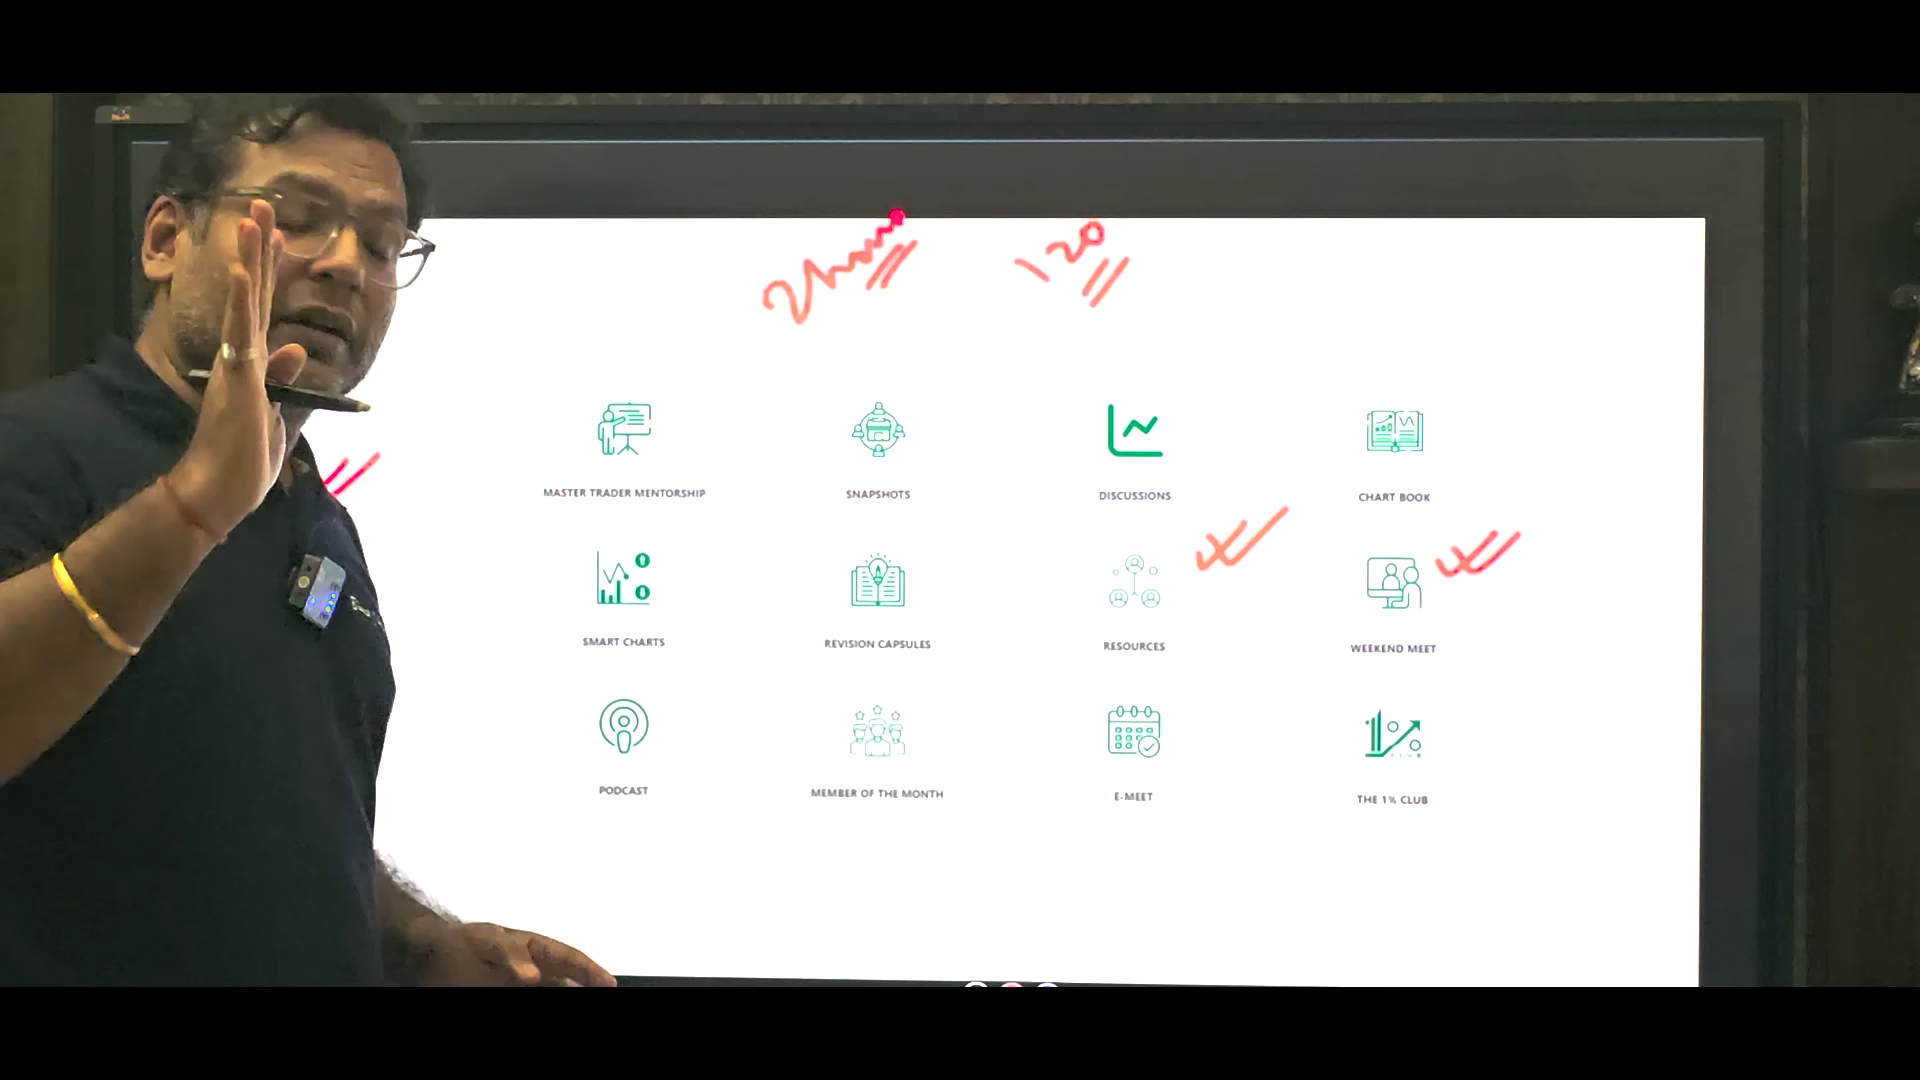 120
MASTER TRADER MENTORSHIP
SNAPSHOTS
DISCUSSIONS
CHART BOOK
SMART CHARTS
REVISION CAPSULES
RESOURCES
WEEKEND MEET
PODCAST
MEMBER OF THE MONTH
E-MEET
THE 1% CLUB